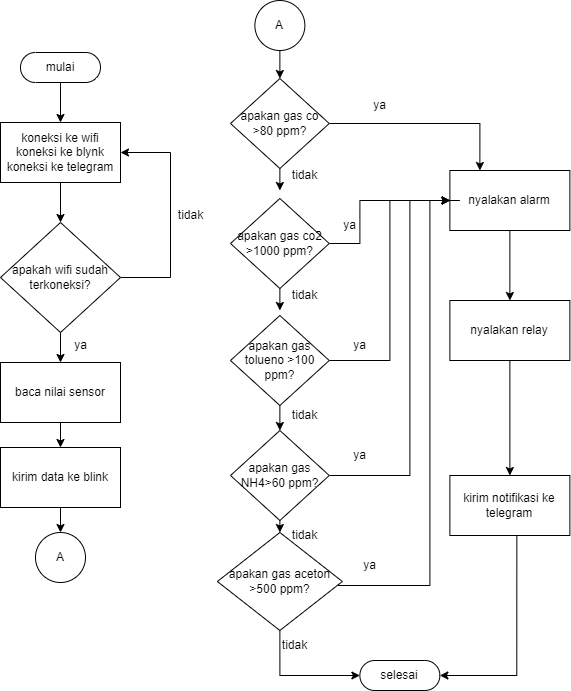 mulai
koneksi ke wifi
koneksi ke blynk
koneksi ke telegram
tidak
apakah wifi sudah
terkoneksi?
ya
baca nilai sensor
kirim data ke blink
A
A
apakan gas co
>80 ppm?
ya
tidak
nyalakan alarm
apakan gas co2
>1000 ppm?
ya
tidak
nyalakan relay
apakan gas
tolueno >100
ppm?
ya
tidak
apakan gas
NH4>60 ppm?
ya
tidak
kirim notifikasi ke
telegram
apakan gas aceton
>500 ppm?
ya
tidak
selesai